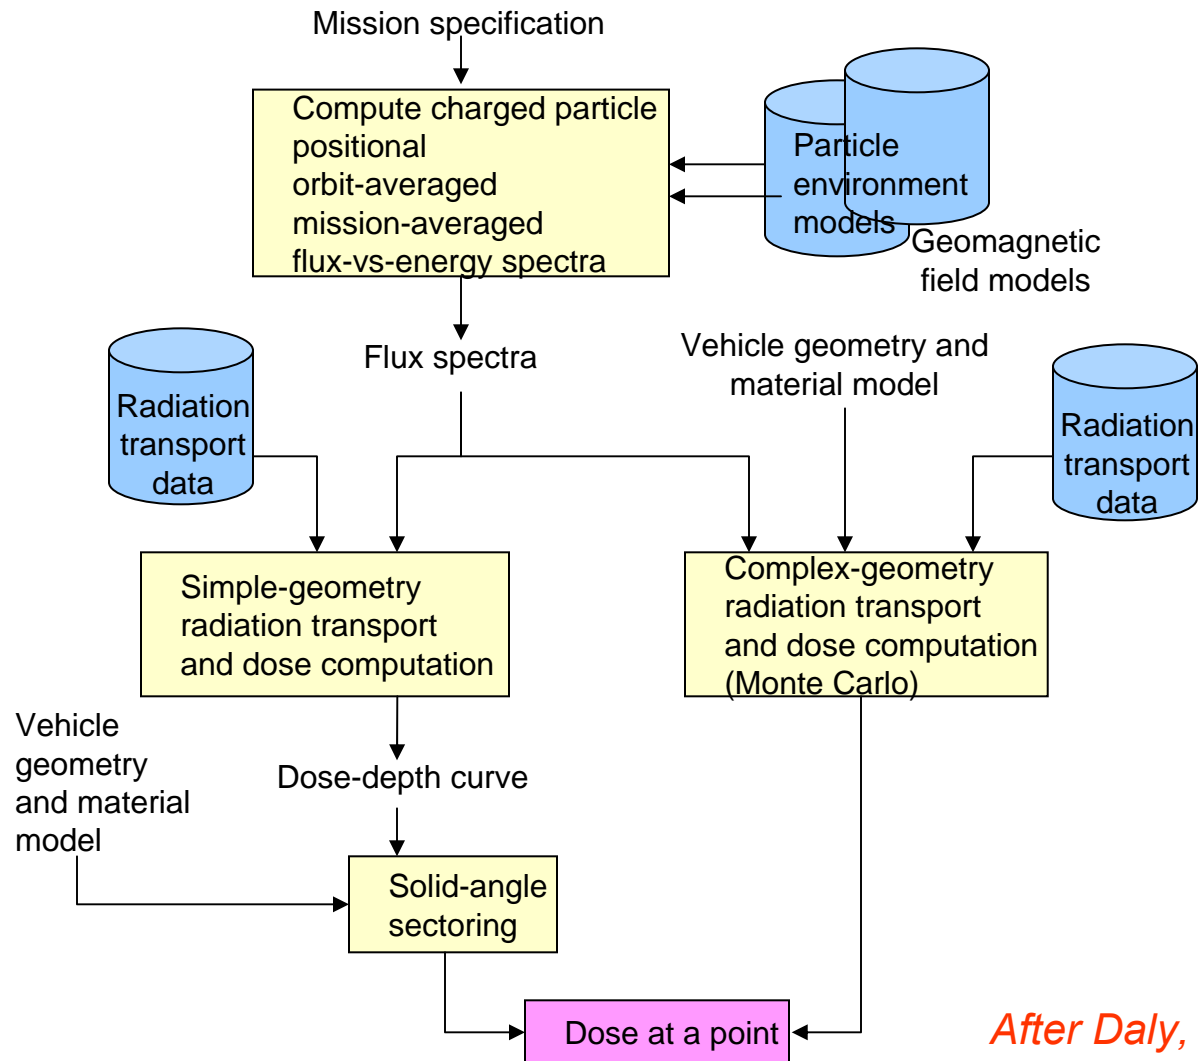 Mission specification
Compute charged particle
positional
orbit-averaged
mission-averaged
flux-vs-energy spectra
Particle
environment
models
Geomagnetic
field models
Flux spectra
Vehicle geometry and
material model
Radiation
transport
data
Radiation
transport
data
Simple-geometry
radiation transport
and dose computation
Complex-geometry
radiation transport
and dose computation
(Monte Carlo)
Vehicle
geometry
and material
model
Dose-depth curve
Solid-angle
sectoring
Dose at a point
After Daly,